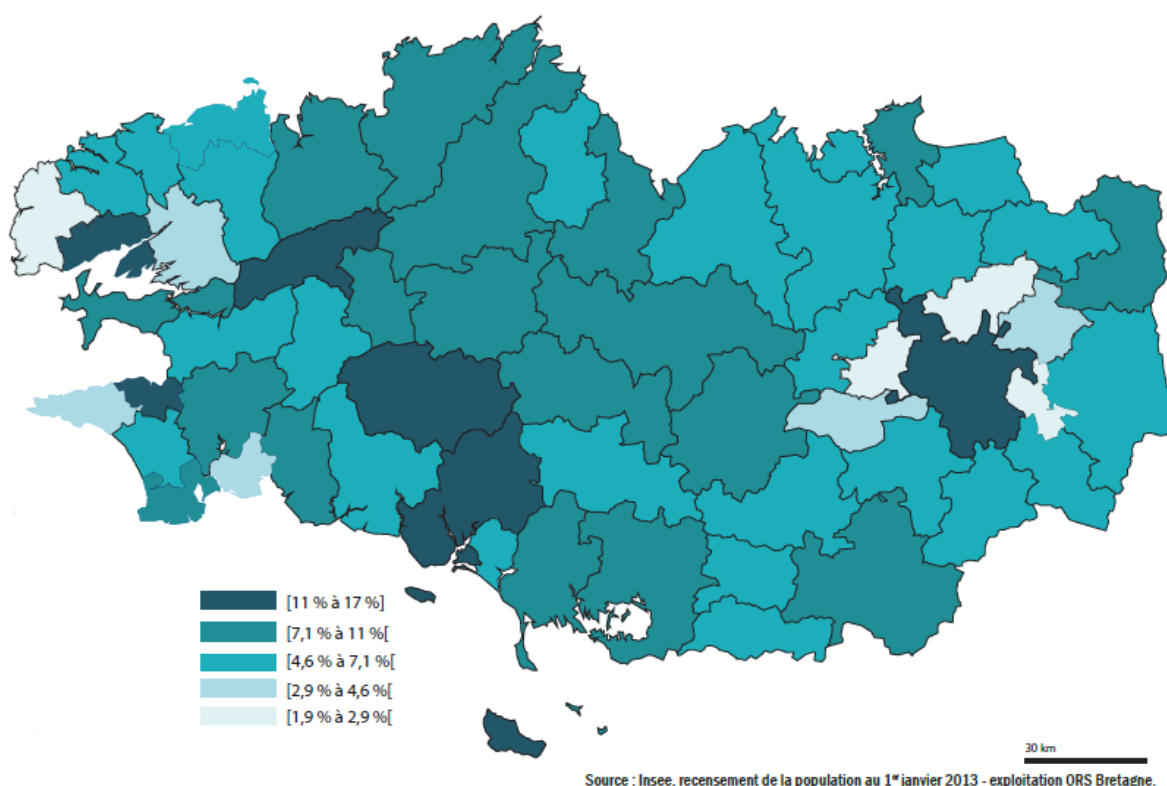 [11 % à 17 %]
[7,1 % à 11 %[
[4,6 % à 7,1 %[
[2,9 % à 4,6 %[
[1,9 % à 2,9 %[
30 km
Source : Insee, recensement de la population au 1er janvier 2013 - exploitation ORS Bretagne.